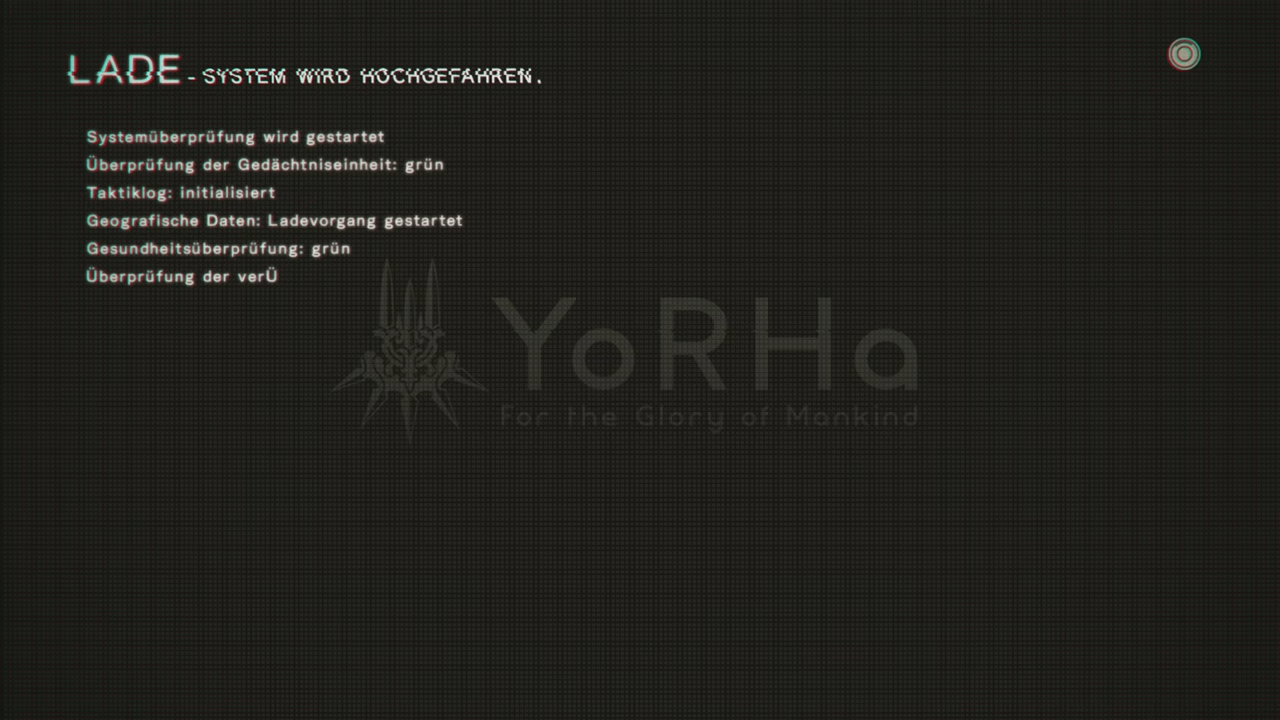 LADE - SYSTEM WIRD HOCHGEFAHREN.
Systemüberprüfung wird gestartet
Überprüfung der Gedächtniseinheit: grün
Taktiklog: initialisiert
Geografische Daten: Ladevorgang gestartet
Gesundheitsüberprüfung: grün
Überprüfung der verÜ
YoRHa
For the Glory of Mankind